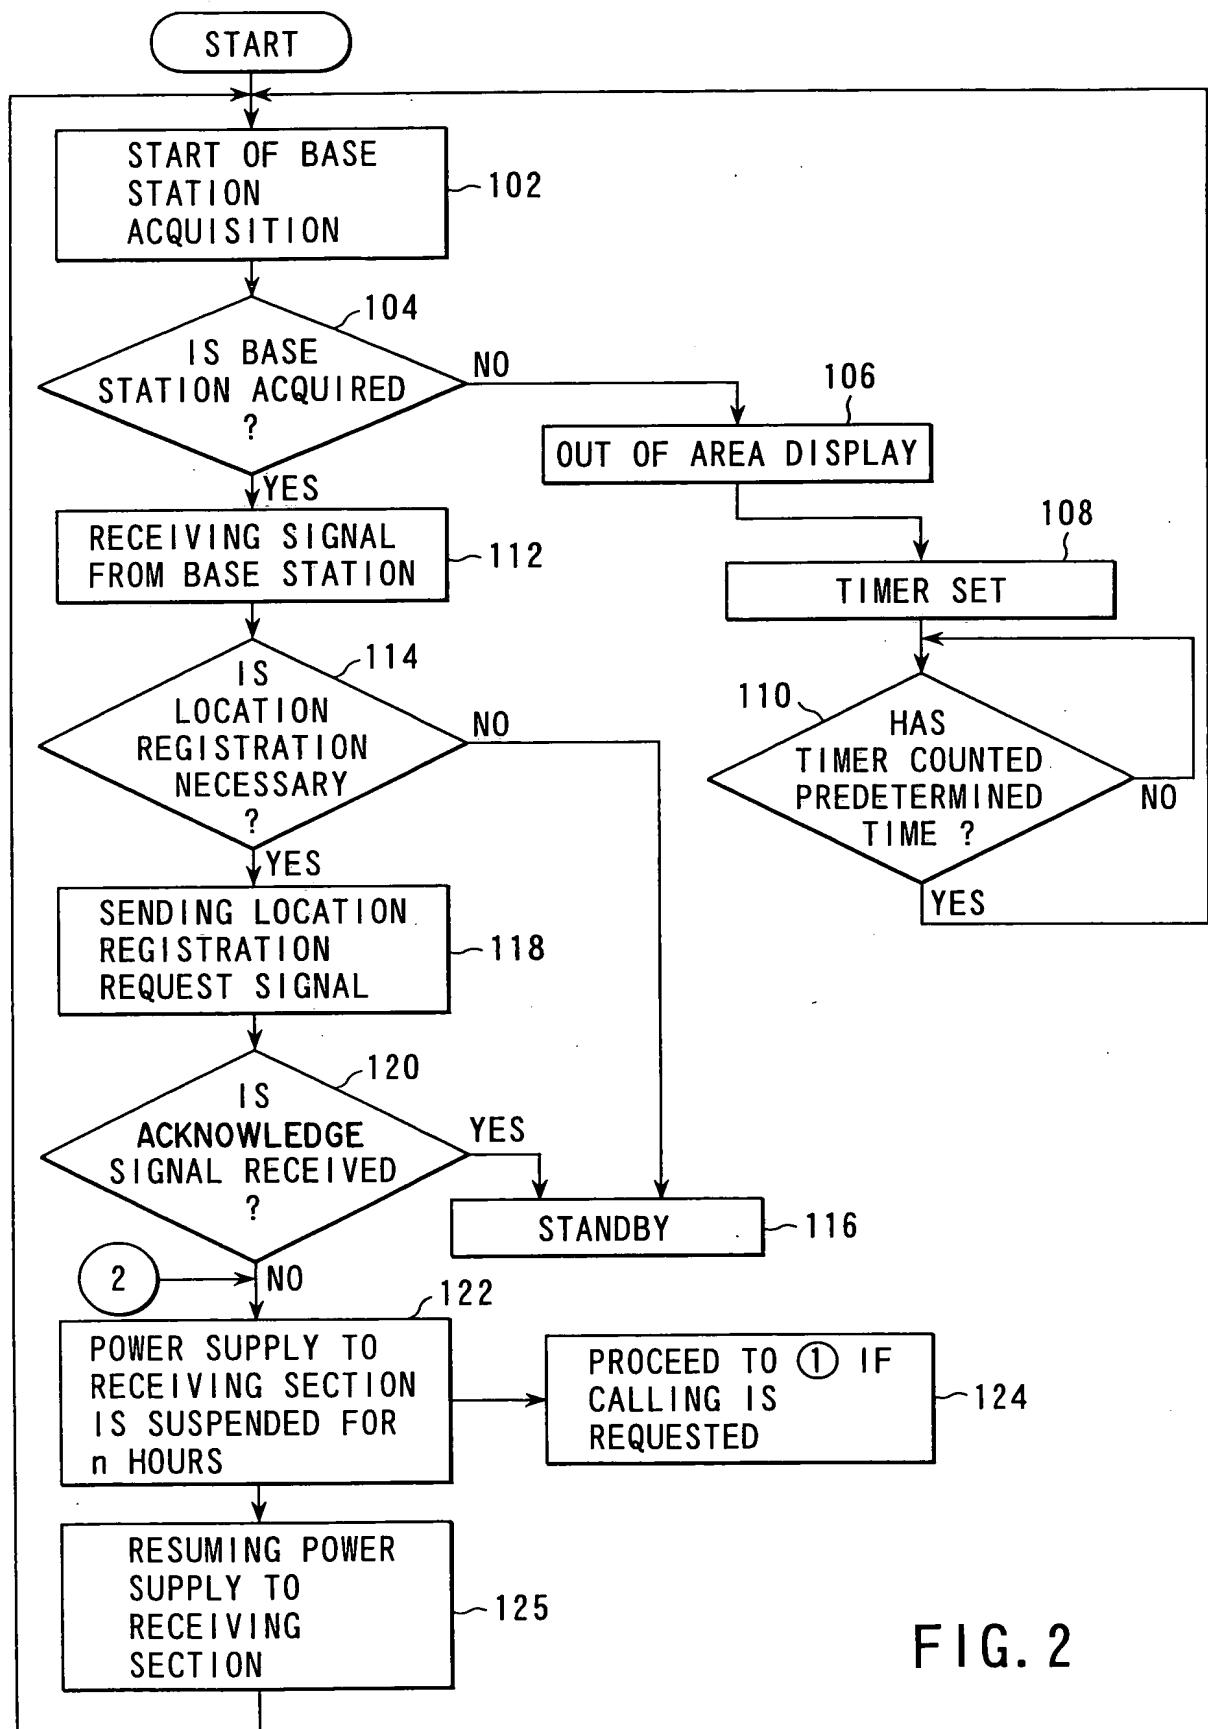 START
START OF BASE
STATION
ACQUISITION
102
104
IS BASE
STATION ACQUIRED
?
NO
YES
106
OUT OF AREA DISPLAY
108
TIMER SET
110
HAS
TIMER COUNTED
PREDETERMINED
TIME ?
NO
YES
RECEIVING SIGNAL
FROM BASE STATION
112
114
IS
LOCATION
REGISTRATION
NECESSARY
?
NO
YES
SENDING LOCATION
REGISTRATION
REQUEST SIGNAL
118
120
IS
ACKNOWLEDGE
SIGNAL RECEIVED
?
YES
STANDBY
116
2
NO
122
POWER SUPPLY TO
RECEIVING SECTION
IS SUSPENDED FOR
n HOURS
PROCEED TO ① IF
CALLING IS
REQUESTED
124
RESUMING POWER
SUPPLY TO
RECEIVING
SECTION
125
FIG. 2